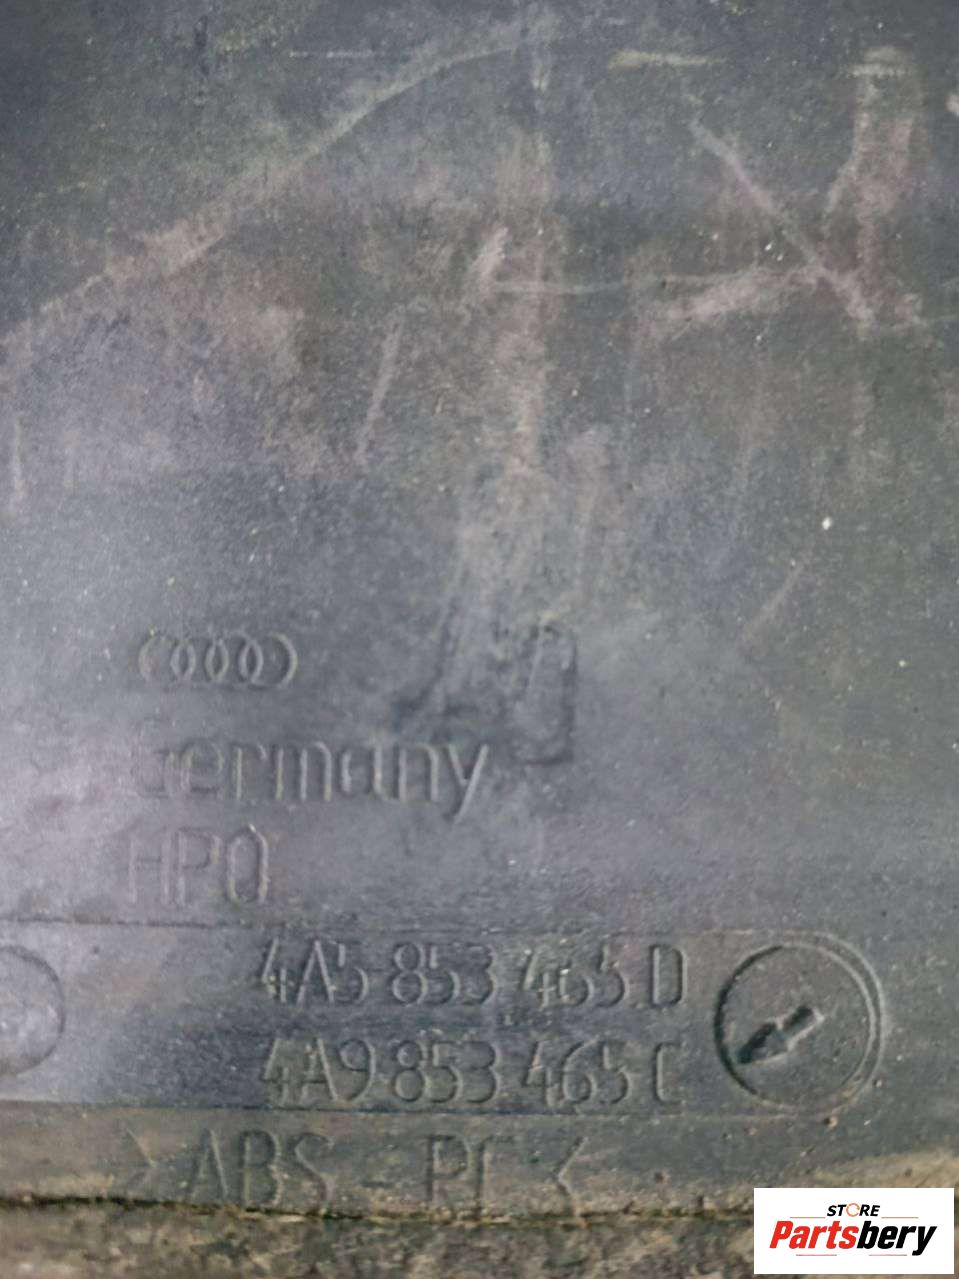 Germany
HPO
4A5 853 465 D
4A9 853 465 C
>ABS PC<
STORE
Partsbery